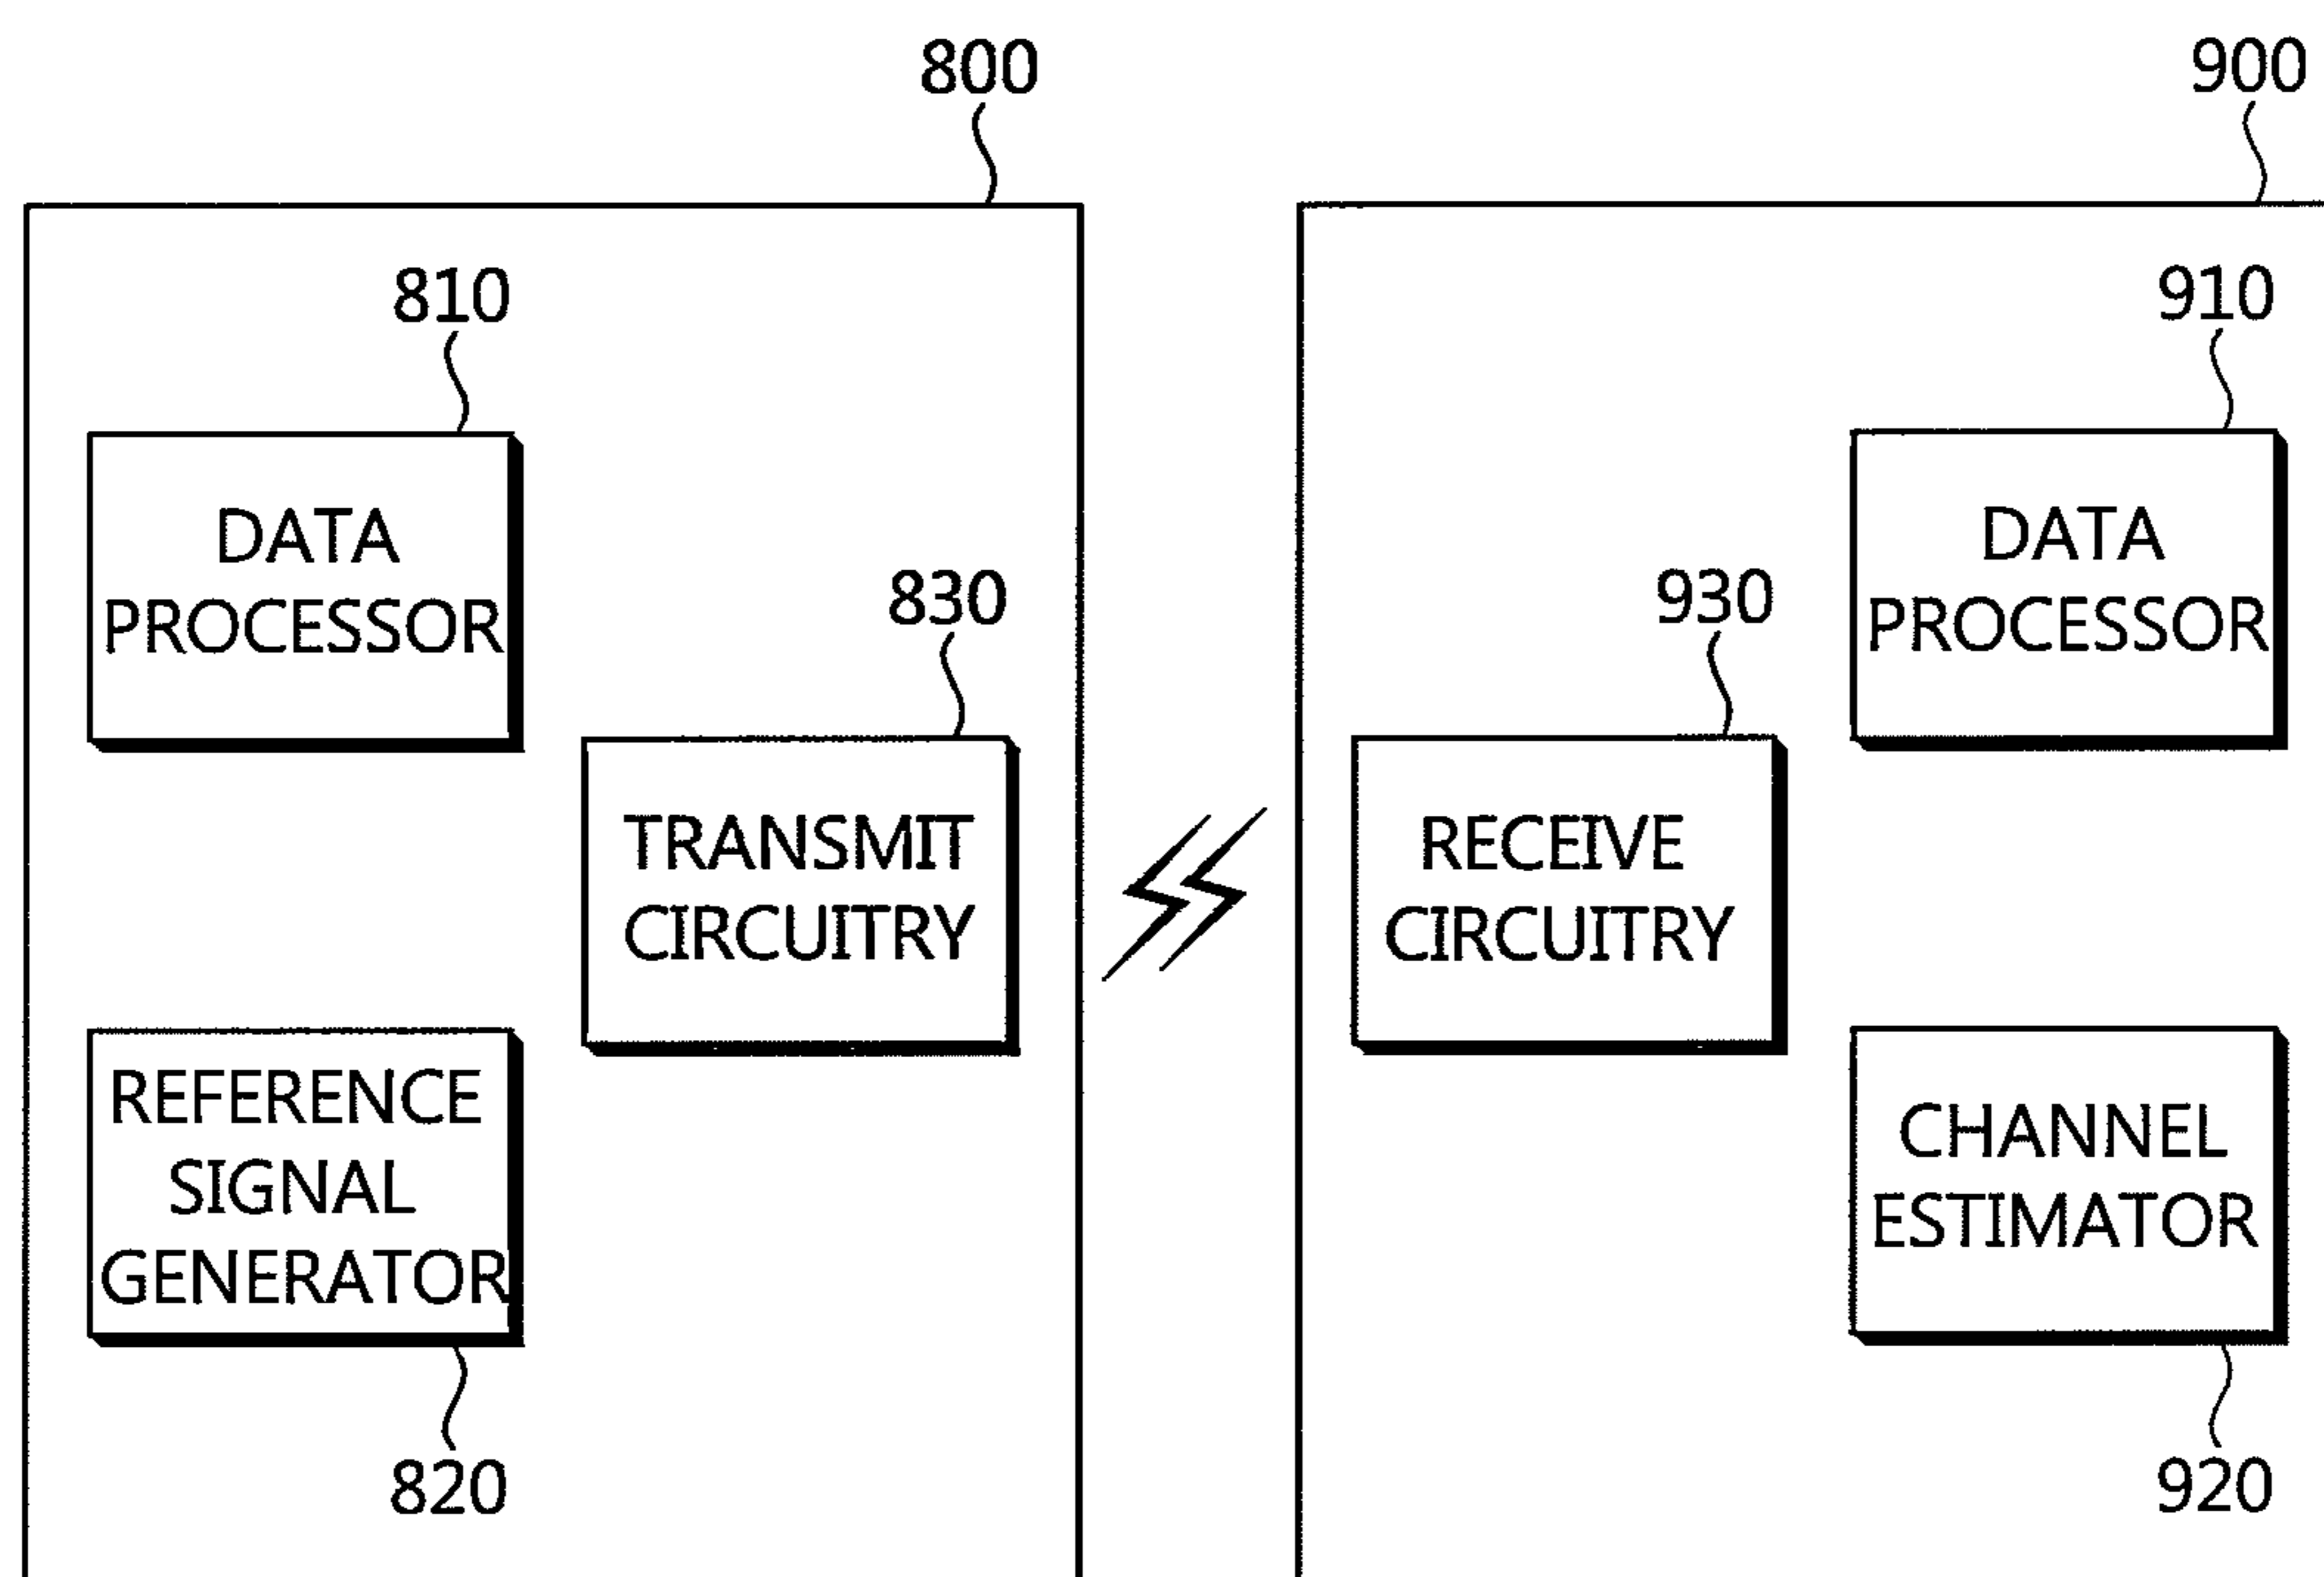 800
810
DATA
PROCESSOR
830
TRANSMIT
CIRCUITRY
REFERENCE
SIGNAL
GENERATOR
820
900
910
DATA
PROCESSOR
930
RECEIVE
CIRCUITRY
CHANNEL
ESTIMATOR
920